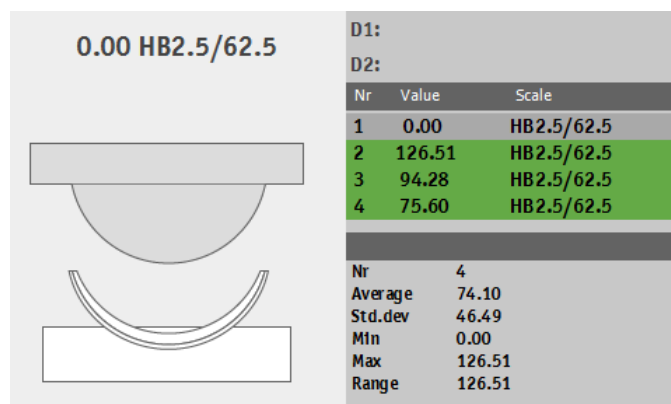 0.00 HB2.5/62.5
D1:
D2:
Nr Value Scale
1 0.00 HB2.5/62.5
2 126.51 HB2.5/62.5
3 94.28 HB2.5/62.5
4 75.60 HB2.5/62.5
Nr 4
Average 74.10
Std.dev 46.49
Min 0.00
Max 126.51
Range 126.51